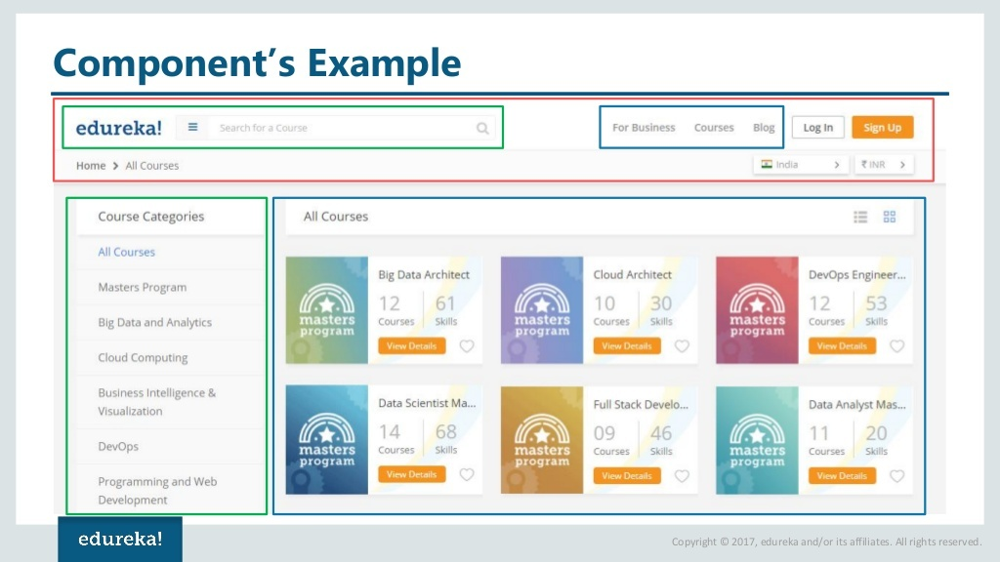 Component’s Example
edureka! Search for a Course For Business Courses Blog Log In Sign Up
Home > All Courses India > ₹ INR >
Course Categories
All Courses
Masters Program
Big Data and Analytics
Cloud Computing
Business Intelligence &
Visualization
DevOps
Programming and Web
Development
All Courses
masters
program
Big Data Architect
12 61
Courses Skills
View Details
masters
program
Cloud Architect
10 30
Courses Skills
View Details
masters
program
DevOps Engineer...
12 53
Courses Skills
View Details
masters
program
Data Scientist Ma...
14 68
Courses Skills
View Details
masters
program
Full Stack Develo...
09 46
Courses Skills
View Details
masters
program
Data Analyst Mas...
11 20
Courses Skills
View Details
edureka!
Copyright © 2017, edureka and/or its affiliates. All rights reserved.